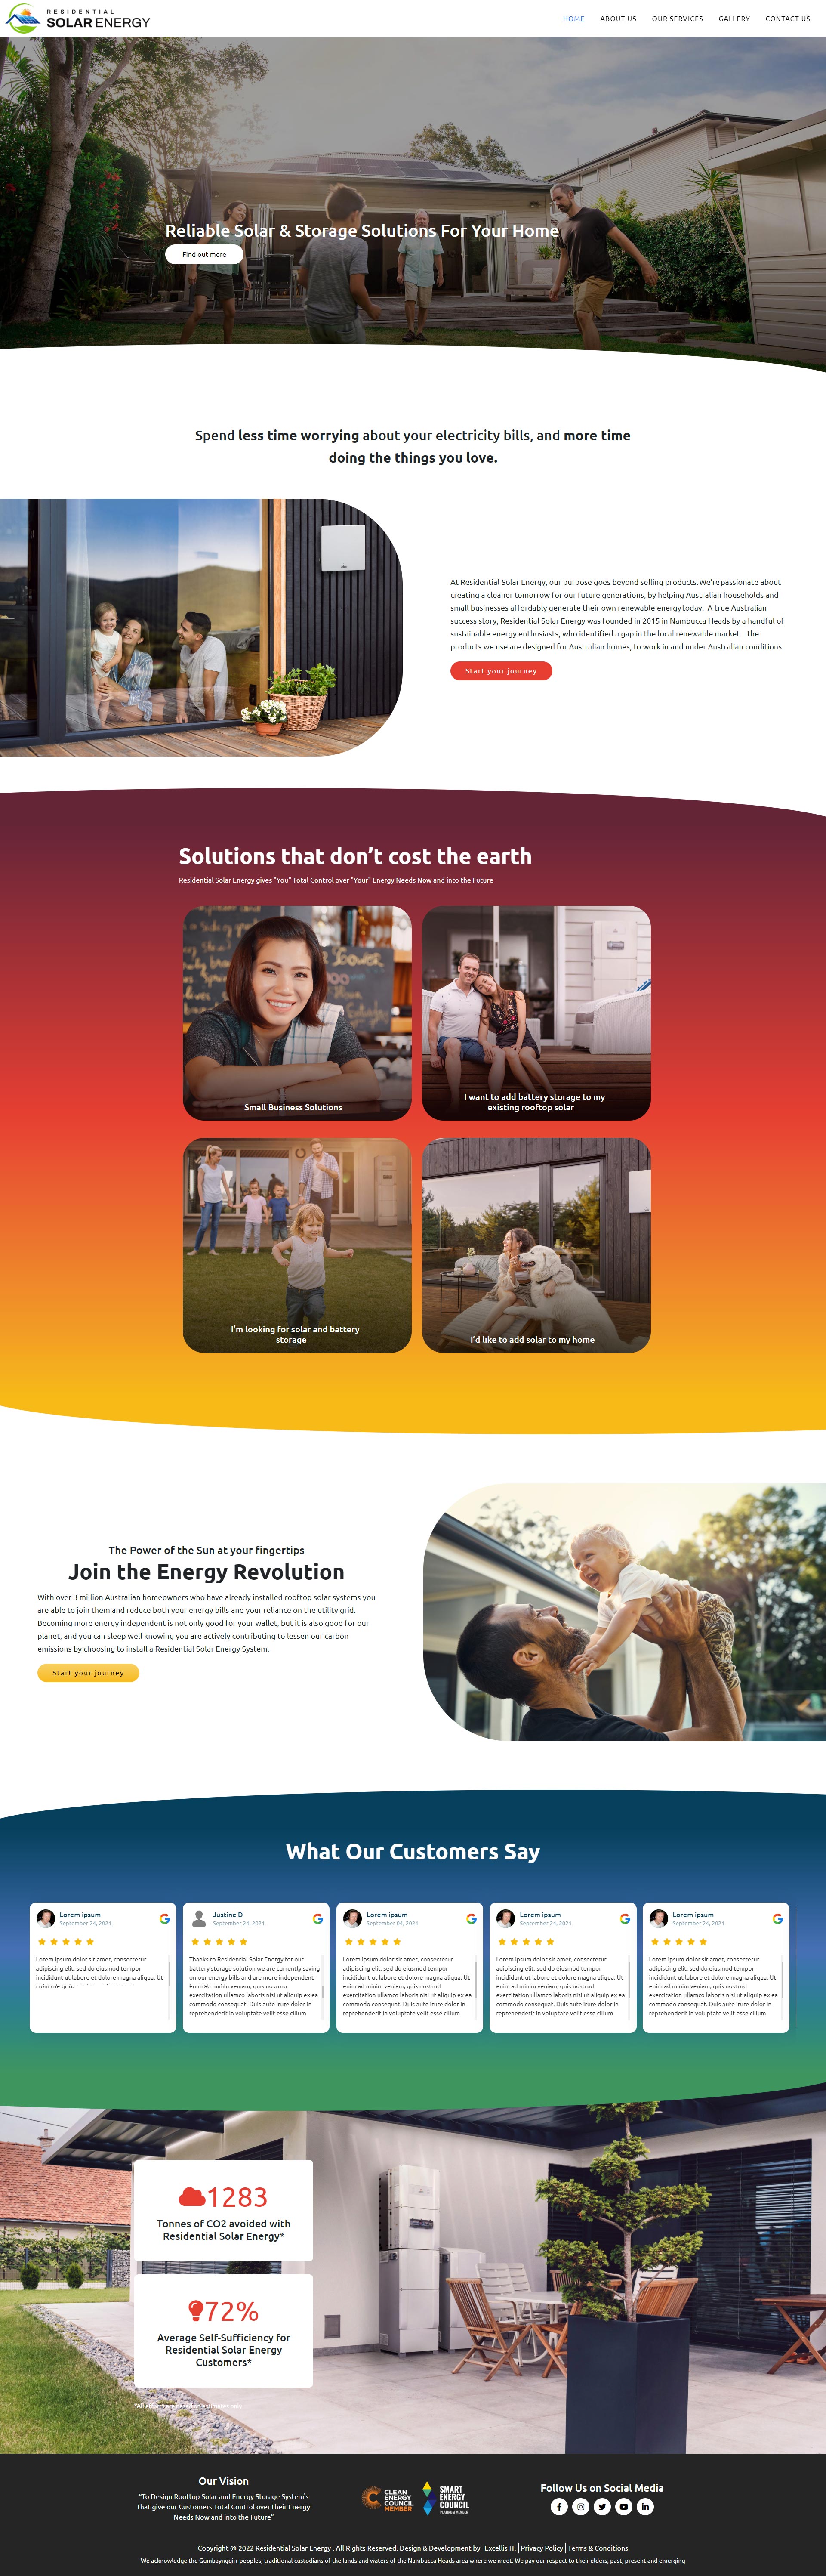 RESIDENTIAL
SOLAR ENERGY
HOME
ABOUT US
OUR SERVICES
GALLERY
CONTACT US
Reliable Solar & Storage Solutions For Your Home
Find out more
Spend less time worrying about your electricity bills, and more time
doing the things you love.
At Residential Solar Energy, our purpose goes beyond selling products. We're passionate about
creating a cleaner tomorrow for our future generations, by helping Australian households and
small businesses affordably generate their own renewable energy today. A true Australian
success story, Residential Solar Energy was founded in 2015 in Nambucca Heads by a handful of
sustainable energy enthusiasts, who identified a gap in the local renewable market – the
products we use are designed for Australian homes, to work in and under Australian conditions.
Start your journey
Solutions that don't cost the earth
Residential Solar Energy gives "You" Total Control over "Your" Energy Needs Now and into the Future
Small Business Solutions
I want to add battery storage to my
existing rooftop solar
I'm looking for solar and battery
storage
I'd like to add solar to my home
The Power of the Sun at your fingertips
Join the Energy Revolution
With over 3 million Australian homeowners who have already installed rooftop solar systems you
are able to join them and reduce both your energy bills and your reliance on the utility grid.
Becoming more energy independent is not only good for your wallet, but it is also good for our
planet, and you can sleep well knowing you are actively contributing to lessen our carbon
emissions by choosing to install a Residential Solar Energy System.
Start your journey
What Our Customers Say
Lorem ipsum
September 24, 2021.
Lorem ipsum dolor sit amet, consectetur
adipiscing elit, sed do eiusmod tempor
incididunt ut labore et dolore magna aliqua. Ut
Justine D
September 24, 2021.
Thanks to Residential Solar Energy for our
battery storage solution we are currently saving
on our energy bills and are more independent
exercitation ullamco laboris nisi ut aliquip ex ea
commodo consequat. Duis aute irure dolor in
reprehenderit in voluptate velit esse cillum
Lorem ipsum
September 04, 2021.
Lorem ipsum dolor sit amet, consectetur
adipiscing elit, sed do eiusmod tempor
incididunt ut labore et dolore magna aliqua. Ut
enim ad minim veniam, quis nostrud
exercitation ullamco laboris nisi ut aliquip ex ea
commodo consequat. Duis aute irure dolor in
reprehenderit in voluptate velit esse cillum
Lorem ipsum
September 24, 2021.
Lorem ipsum dolor sit amet, consectetur
adipiscing elit, sed do eiusmod tempor
incididunt ut labore et dolore magna aliqua. Ut
enim ad minim veniam, quis nostrud
exercitation ullamco laboris nisi ut aliquip ex ea
commodo consequat. Duis aute irure dolor in
reprehenderit in voluptate velit esse cillum
Lorem ipsum
September 24, 2021.
Lorem ipsum dolor sit amet, consectetur
adipiscing elit, sed do eiusmod tempor
incididunt ut labore et dolore magna aliqua. Ut
enim ad minim veniam, quis nostrud
exercitation ullamco laboris nisi ut aliquip ex ea
commodo consequat. Duis aute irure dolor in
reprehenderit in voluptate velit esse cillum
1283
Tonnes of CO2 avoided with
Residential Solar Energy*
72%
Average Self-Sufficiency for
Residential Solar Energy
Customers*
Our Vision
"To Design Rooftop Solar and Energy Storage System's
that give our Customers Total Control over their Energy
Needs Now and into the Future"
CLEAN
ENERGY
COUNCIL
MEMBER
SMART
ENERGY
COUNCIL
PLATINUM MEMBER
Follow Us on Social Media
Copyright @ 2022 Residential Solar Energy . All Rights Reserved. Design & Development by Excellis IT. | Privacy Policy | Terms & Conditions
We acknowledge the Gumbaynggirr peoples, traditional custodians of the lands and waters of the Nambucca Heads area where we meet. We pay our respect to their elders, past, present and emerging